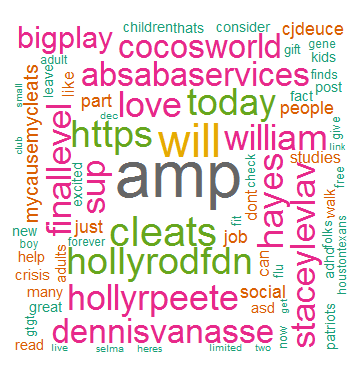 childrenthats consider cjdeuce
bigplay cocosworld gift gene
adult kids
small leave like absabaservices finds post
mycausemycleats part love today fact people
finallevel https will william studies
dec give link
club sup amp dont check free
excited hayes walk
new just cleats job fit adhd folks houstontexans
boy forever
help adults hollyrodfdn can flu staceylevlav
crisis
many hollyrpeete social
great asd
gtgt dennisvanasse now get patriots
read live selma heres limited two